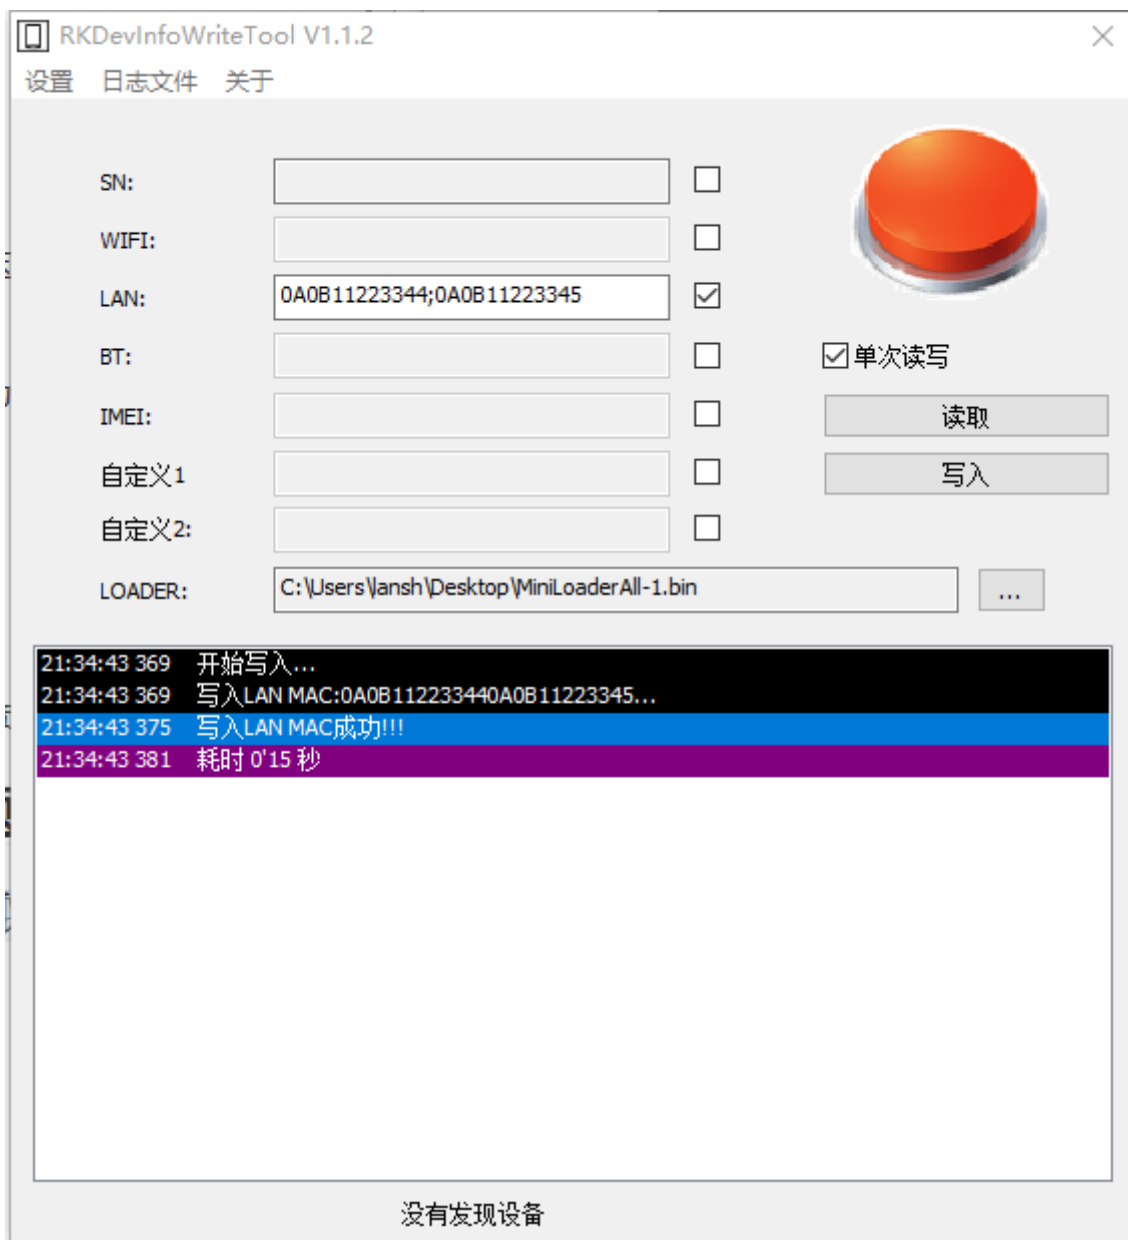 RKDevInfoWriteTool V1.1.2
设置 日志文件 关于
SN:
WIFI:
LAN: 0A0B11223344;0A0B11223345
BT:
单次读写
IMEI:
读取
自定义1
写入
自定义2:
LOADER: C:\Users\lansh\Desktop\MiniLoaderAll-1.bin ...
21:34:43 369 开始写入...
21:34:43 369 写入LAN MAC:0A0B112233440A0B11223345...
21:34:43 375 写入LAN MAC成功!!!
21:34:43 381 耗时 0'15 秒
没有发现设备